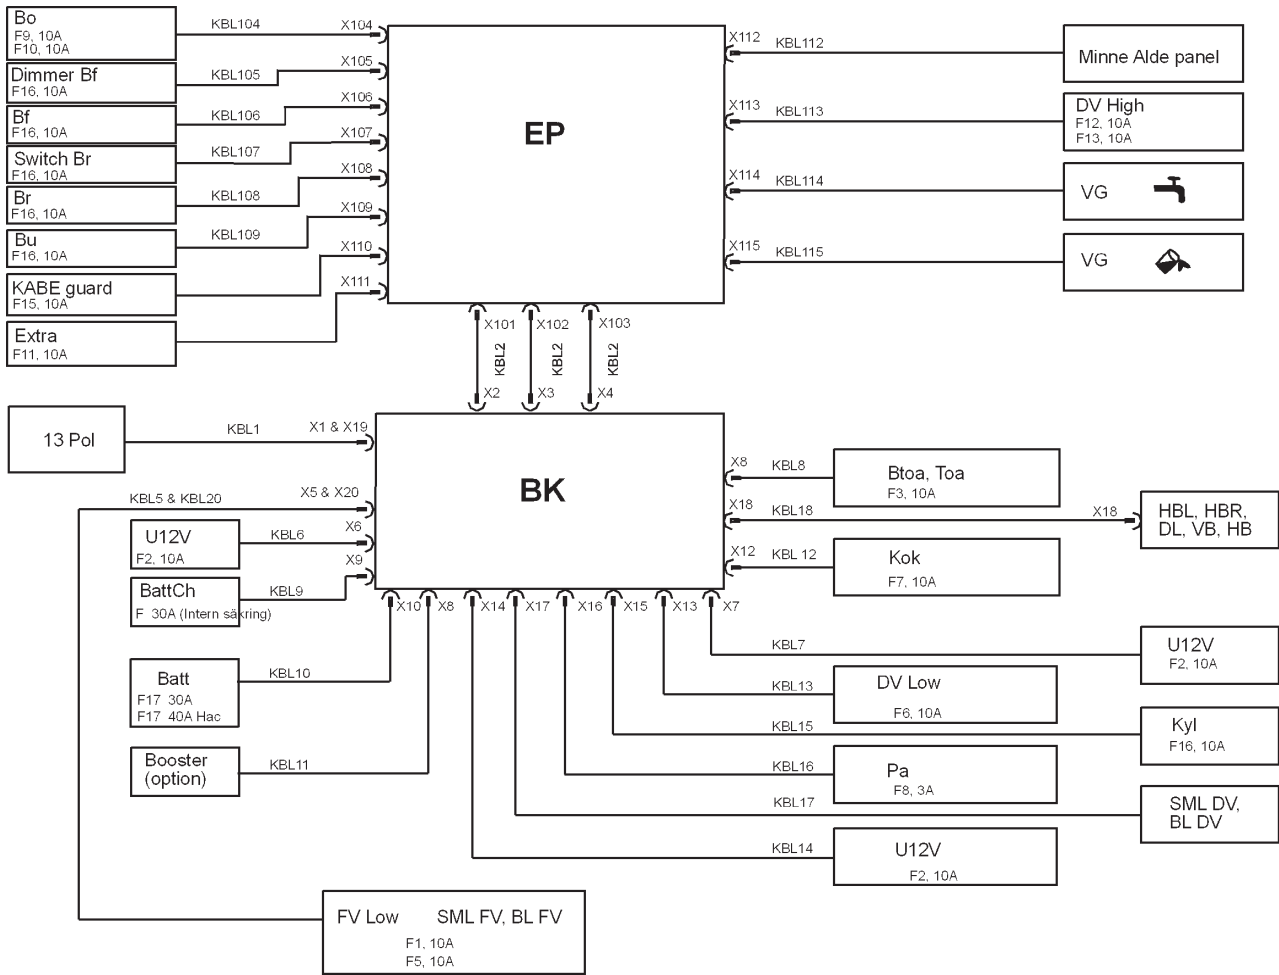 Bo
F9, 10A
F10, 10A
KBL104
X104
Dimmer Bf
F16, 10A
KBL105
X105
Bf
F16, 10A
KBL106
X106
Switch Br
F16, 10A
KBL107
X107
Br
F16, 10A
KBL108
X108
Bu
F16, 10A
KBL109
X109
KABE guard
F15, 10A
X110
Extra
F11, 10A
X111
EP
X112
KBL112
Minne Alde panel
X113
KBL113
DV High
F12, 10A
F13, 10A
X114
KBL114
VG
X115
KBL115
VG
X101
X102
X103
KBL2
KBL2
KBL2
X2
X3
X4
13 Pol
KBL1
X1 & X19
KBL5 & KBL20
X5 & X20
U12V
F2, 10A
KBL6
X6
BattCh
F 30A (Intern säkring)
KBL9
X9
BK
X8
KBL8
Btoa, Toa
F3, 10A
X18
KBL18
X18
HBL, HBR,
DL, VB, HB
X12
KBL 12
Kok
F7, 10A
X10
X8
X14
X17
X16
X15
X13
X7
Batt
F17 30A
F17 40A Hac
KBL10
Booster
(option)
KBL11
KBL7
U12V
F2, 10A
KBL13
DV Low
F6, 10A
KBL15
Kyl
F16, 10A
KBL16
Pa
F8, 3A
KBL17
SML DV,
BL DV
KBL14
U12V
F2, 10A
FV Low SML FV, BL FV
F1, 10A
F5, 10A